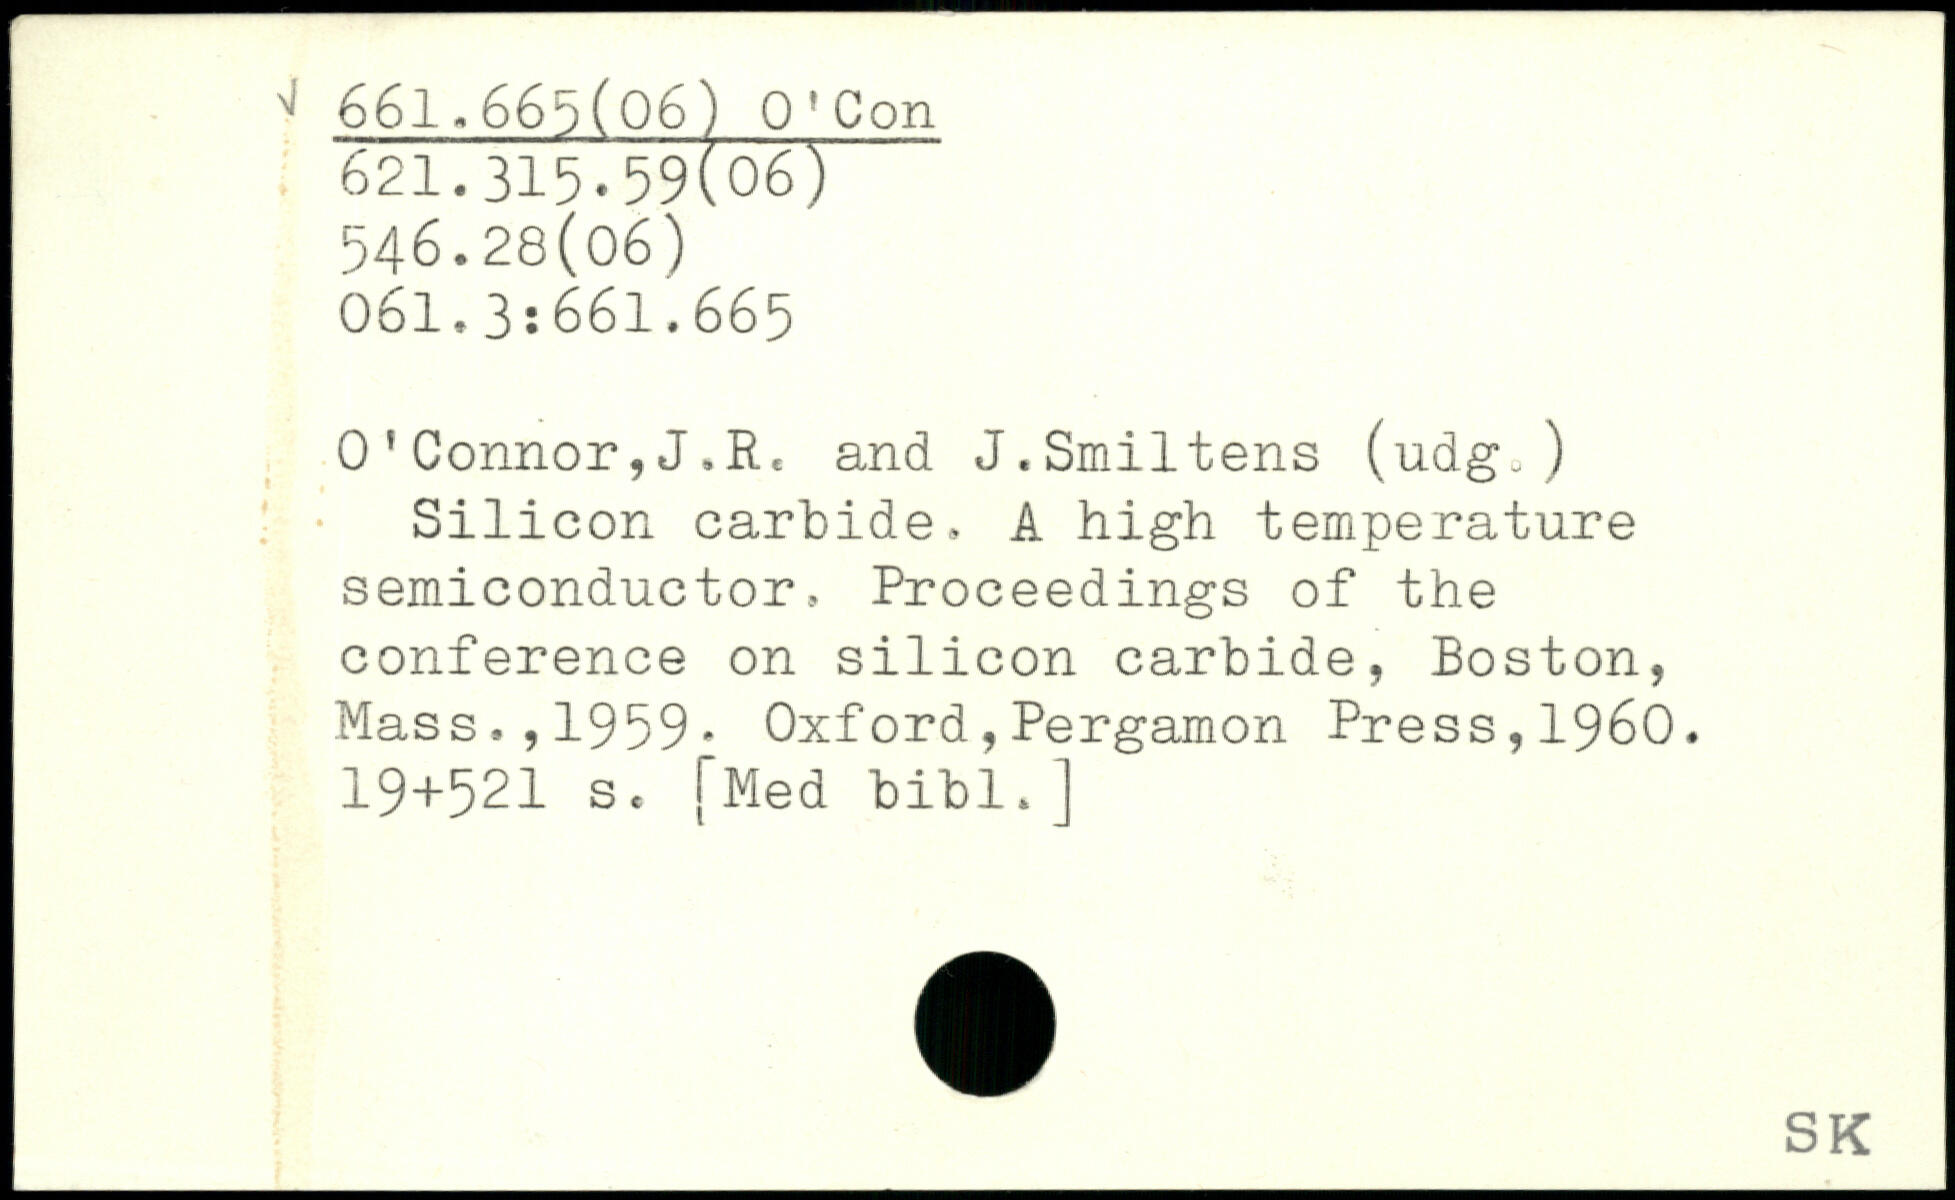 ✓ 661.665(06) O'Con
621.315.59(06)
546.28(06)
061.3:661.665
O'Connor,J.R. and J.Smiltens (udg.)
Silicon carbide. A high temperature
semiconductor. Proceedings of the
conference on silicon carbide, Boston,
Mass.,1959. Oxford,Pergamon Press,1960.
19+521 s. [Med bibl.]
SK